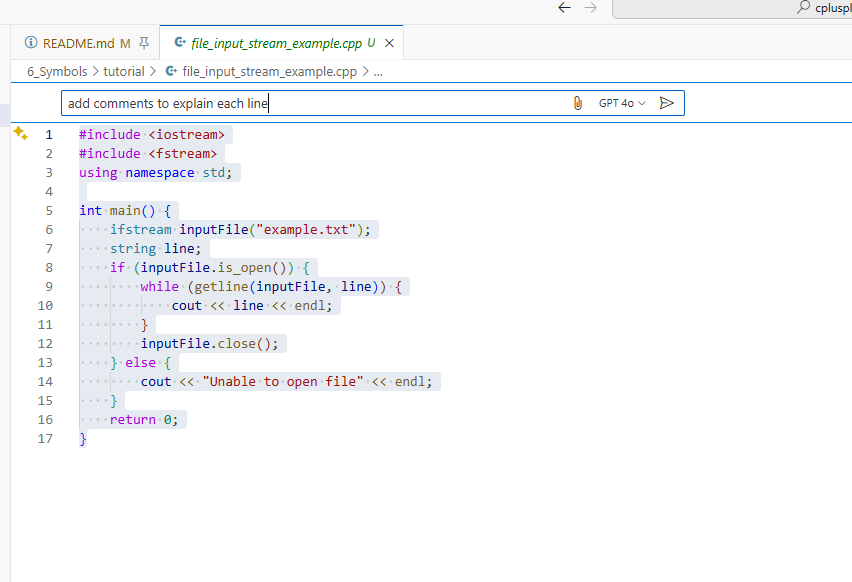 cpluspl
README.md M
file_input_stream_example.cpp U
6_Symbols > tutorial > file_input_stream_example.cpp > ...
add comments to explain each line
GPT 4o
1 #include <iostream>
2 #include <fstream>
3 using namespace std;
4
5 int main() {
6     ifstream inputFile("example.txt");
7     string line;
8     if (inputFile.is_open()) {
9         while (getline(inputFile, line)) {
10             cout << line << endl;
11         }
12         inputFile.close();
13     } else {
14         cout << "Unable to open file" << endl;
15     }
16     return 0;
17 }